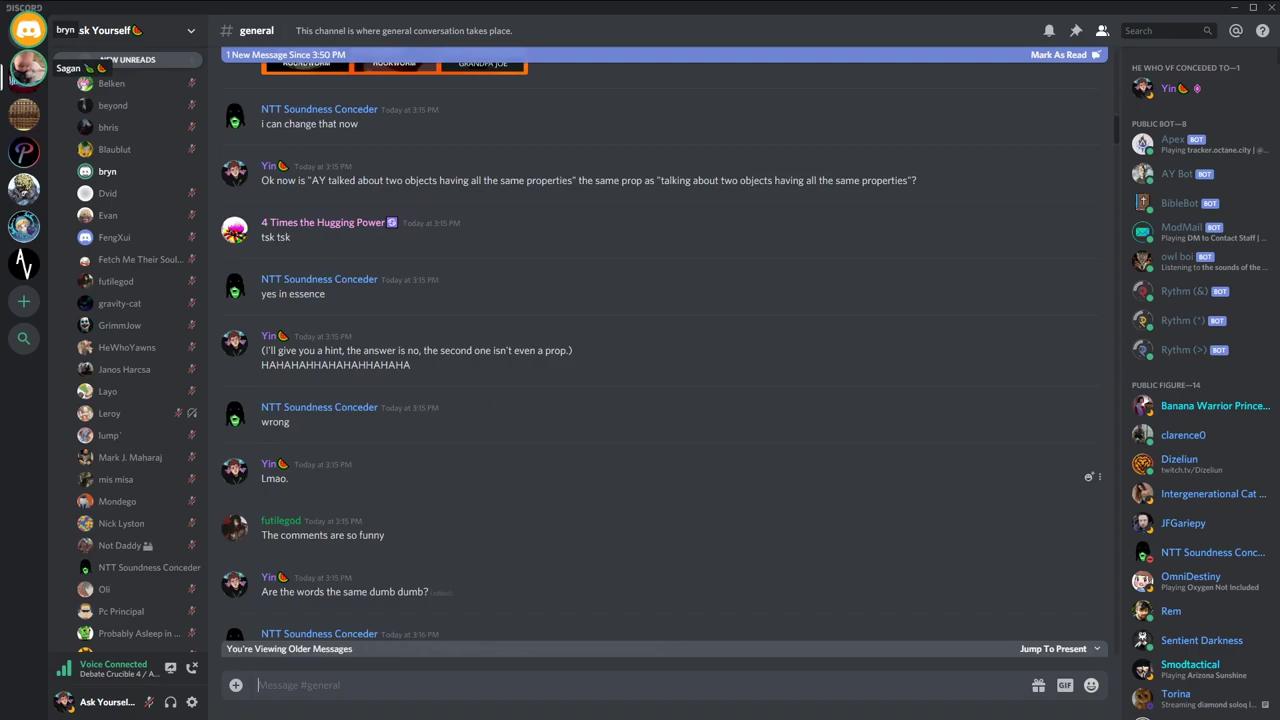 DISCORD
bryn
sk Yourself🍉
# general
This channel is where general conversation takes place.
Search
1 New Message Since 3:50 PM
Mark As Read
NEW UNREADS
Sagan
Belken
beyond
bhris
Blaublut
bryn
Dvid
Evan
FengXui
Fetch Me Their Soul...
futilegod
gravity-cat
GrimmJow
HeWhoYawns
Janos Harcsa
Layo
Leroy
lump`
Mark J. Maharaj
mis misa
Mondego
Nick Lyston
Not Daddy
NTT Soundness Conceder
Oli
Pc Principal
Probably Asleep in ...
Voice Connected
Debate Crucible 4 / A...
Ask Yoursel...
ROUNDWORM
HOOKWORM
GRANDPA JOE
NTT Soundness Conceder Today at 3:15 PM
i can change that now
Yin🍉 Today at 3:15 PM
Ok now is "AY talked about two objects having all the same properties" the same prop as "talking about two objects having all the same properties"?
4 Times the Hugging Power Today at 3:15 PM
tsk tsk
NTT Soundness Conceder Today at 3:15 PM
yes in essence
Yin🍉 Today at 3:15 PM
(I'll give you a hint, the answer is no, the second one isn't even a prop.)
HAHAHAHHAHAHAHHAHAHA
NTT Soundness Conceder Today at 3:15 PM
wrong
Yin🍉 Today at 3:15 PM
Lmao.
futilegod Today at 3:15 PM
The comments are so funny
Yin🍉 Today at 3:15 PM
Are the words the same dumb dumb? (edited)
NTT Soundness Conceder Today at 3:16 PM
You're Viewing Older Messages
Jump To Present
Message #general
GIF
HE WHO VF CONCEDED TO—1
Yin🍉
PUBLIC BOT—8
Apex BOT
Playing tracker.octane.city | @...
AY Bot BOT
BibleBot BOT
ModMail BOT
Playing DM to Contact Staff | ...
owl boi BOT
Listening to the sounds of the ...
Rythm (&) BOT
Rythm (*) BOT
Rythm (>) BOT
PUBLIC FIGURE—14
Banana Warrior Prince...
clarence0
Dizeliun
twitch.tv/Dizeliun
Intergenerational Cat ...
JFGariepy
NTT Soundness Conc...
OmniDestiny
Playing Oxygen Not Included
Rem
Sentient Darkness
Smodtactical
Playing Arizona Sunshine
Torina
Streaming diamond soloq l...